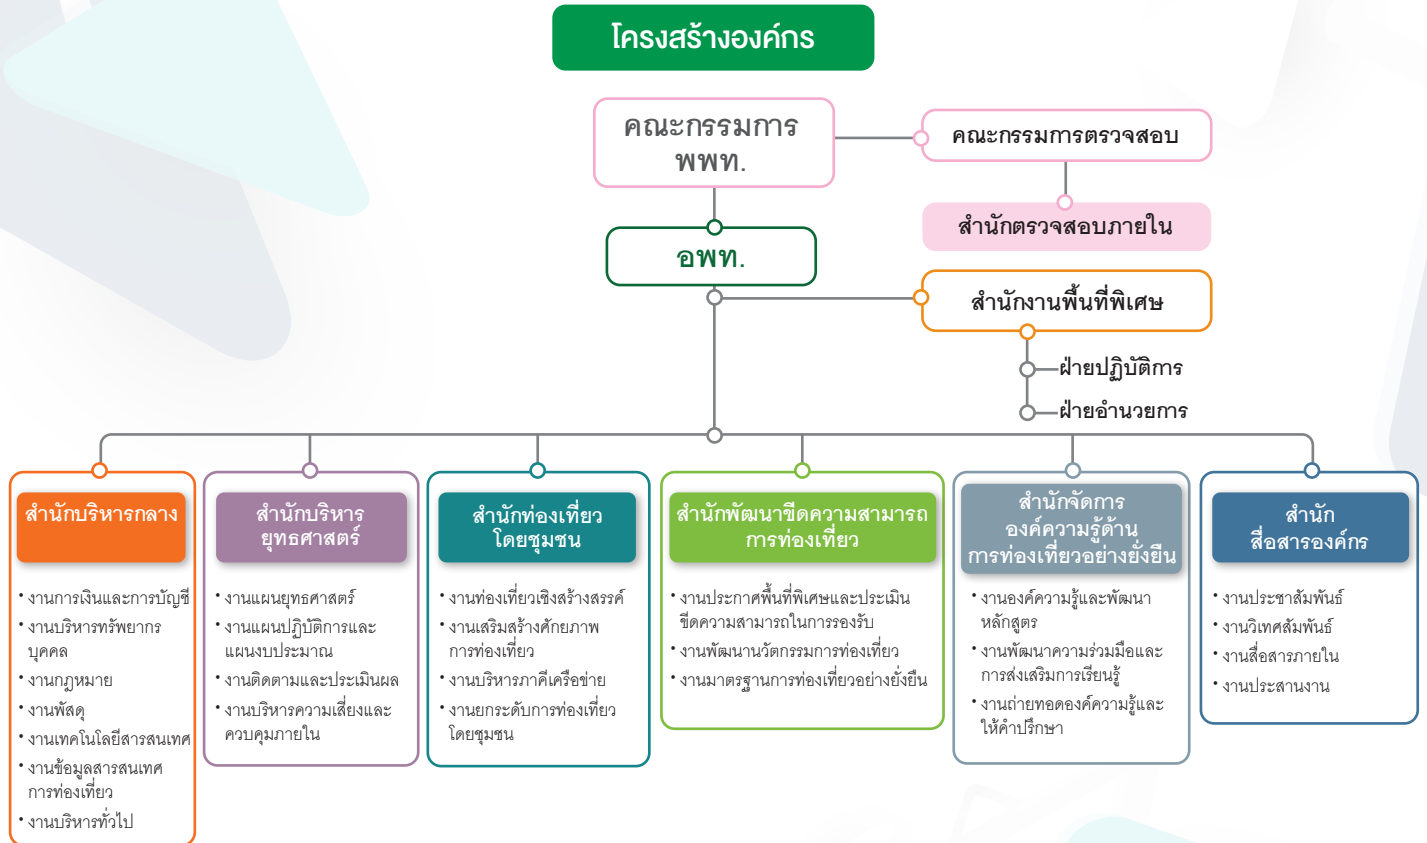 โครงสร้างองค์กร
คณะกรรมการ
พพท.
คณะกรรมการตรวจสอบ
สำนักตรวจสอบภายใน
อพท.
สำนักงานพื้นที่พิเศษ
ฝ่ายปฏิบัติการ
ฝ่ายอำนวยการ
สำนักบริหารกลาง
• งานการเงินและการบัญชี
• งานบริหารทรัพยากร
บุคคล
• งานกฎหมาย
• งานพัสดุ
• งานเทคโนโลยีสารสนเทศ
• งานข้อมูลสารสนเทศ
การท่องเที่ยว
• งานบริหารทั่วไป
สำนักบริหาร
ยุทธศาสตร์
• งานแผนยุทธศาสตร์
• งานแผนปฏิบัติการและ
แผนงบประมาณ
• งานติดตามและประเมินผล
• งานบริหารความเสี่ยงและ
ควบคุมภายใน
สำนักท่องเที่ยว
โดยชุมชน
• งานท่องเที่ยวเชิงสร้างสรรค์
• งานเสริมสร้างศักยภาพ
การท่องเที่ยว
• งานบริหารภาคีเครือข่าย
• งานยกระดับการท่องเที่ยว
โดยชุมชน
สำนักพัฒนาขีดความสามารถ
การท่องเที่ยว
• งานประกาศพื้นที่พิเศษและประเมิน
ขีดความสามารถในการรองรับ
• งานพัฒนานวัตกรรมการท่องเที่ยว
• งานมาตรฐานการท่องเที่ยวอย่างยั่งยืน
สำนักจัดการ
องค์ความรู้ด้าน
การท่องเที่ยวอย่างยั่งยืน
• งานองค์ความรู้และพัฒนา
หลักสูตร
• งานพัฒนาความร่วมมือและ
การส่งเสริมการเรียนรู้
• งานถ่ายทอดองค์ความรู้และ
ให้คำปรึกษา
สำนัก
สื่อสารองค์กร
• งานประชาสัมพันธ์
• งานวิเทศสัมพันธ์
• งานสื่อสารภายใน
• งานประสานงาน